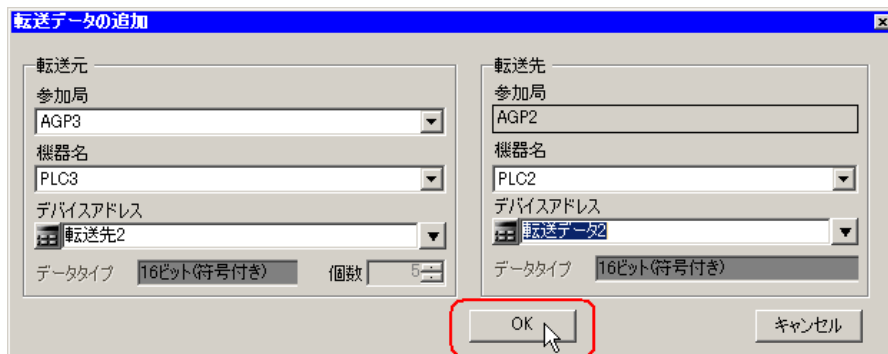 転送データの追加
転送元
参加局
AGP3
機器名
PLC3
デバイスアドレス
転送先2
データタイプ 16ビット(符号付き) 個数 5
転送先
参加局
AGP2
機器名
PLC2
デバイスアドレス
転送データ2
データタイプ 16ビット(符号付き)
OK キャンセル